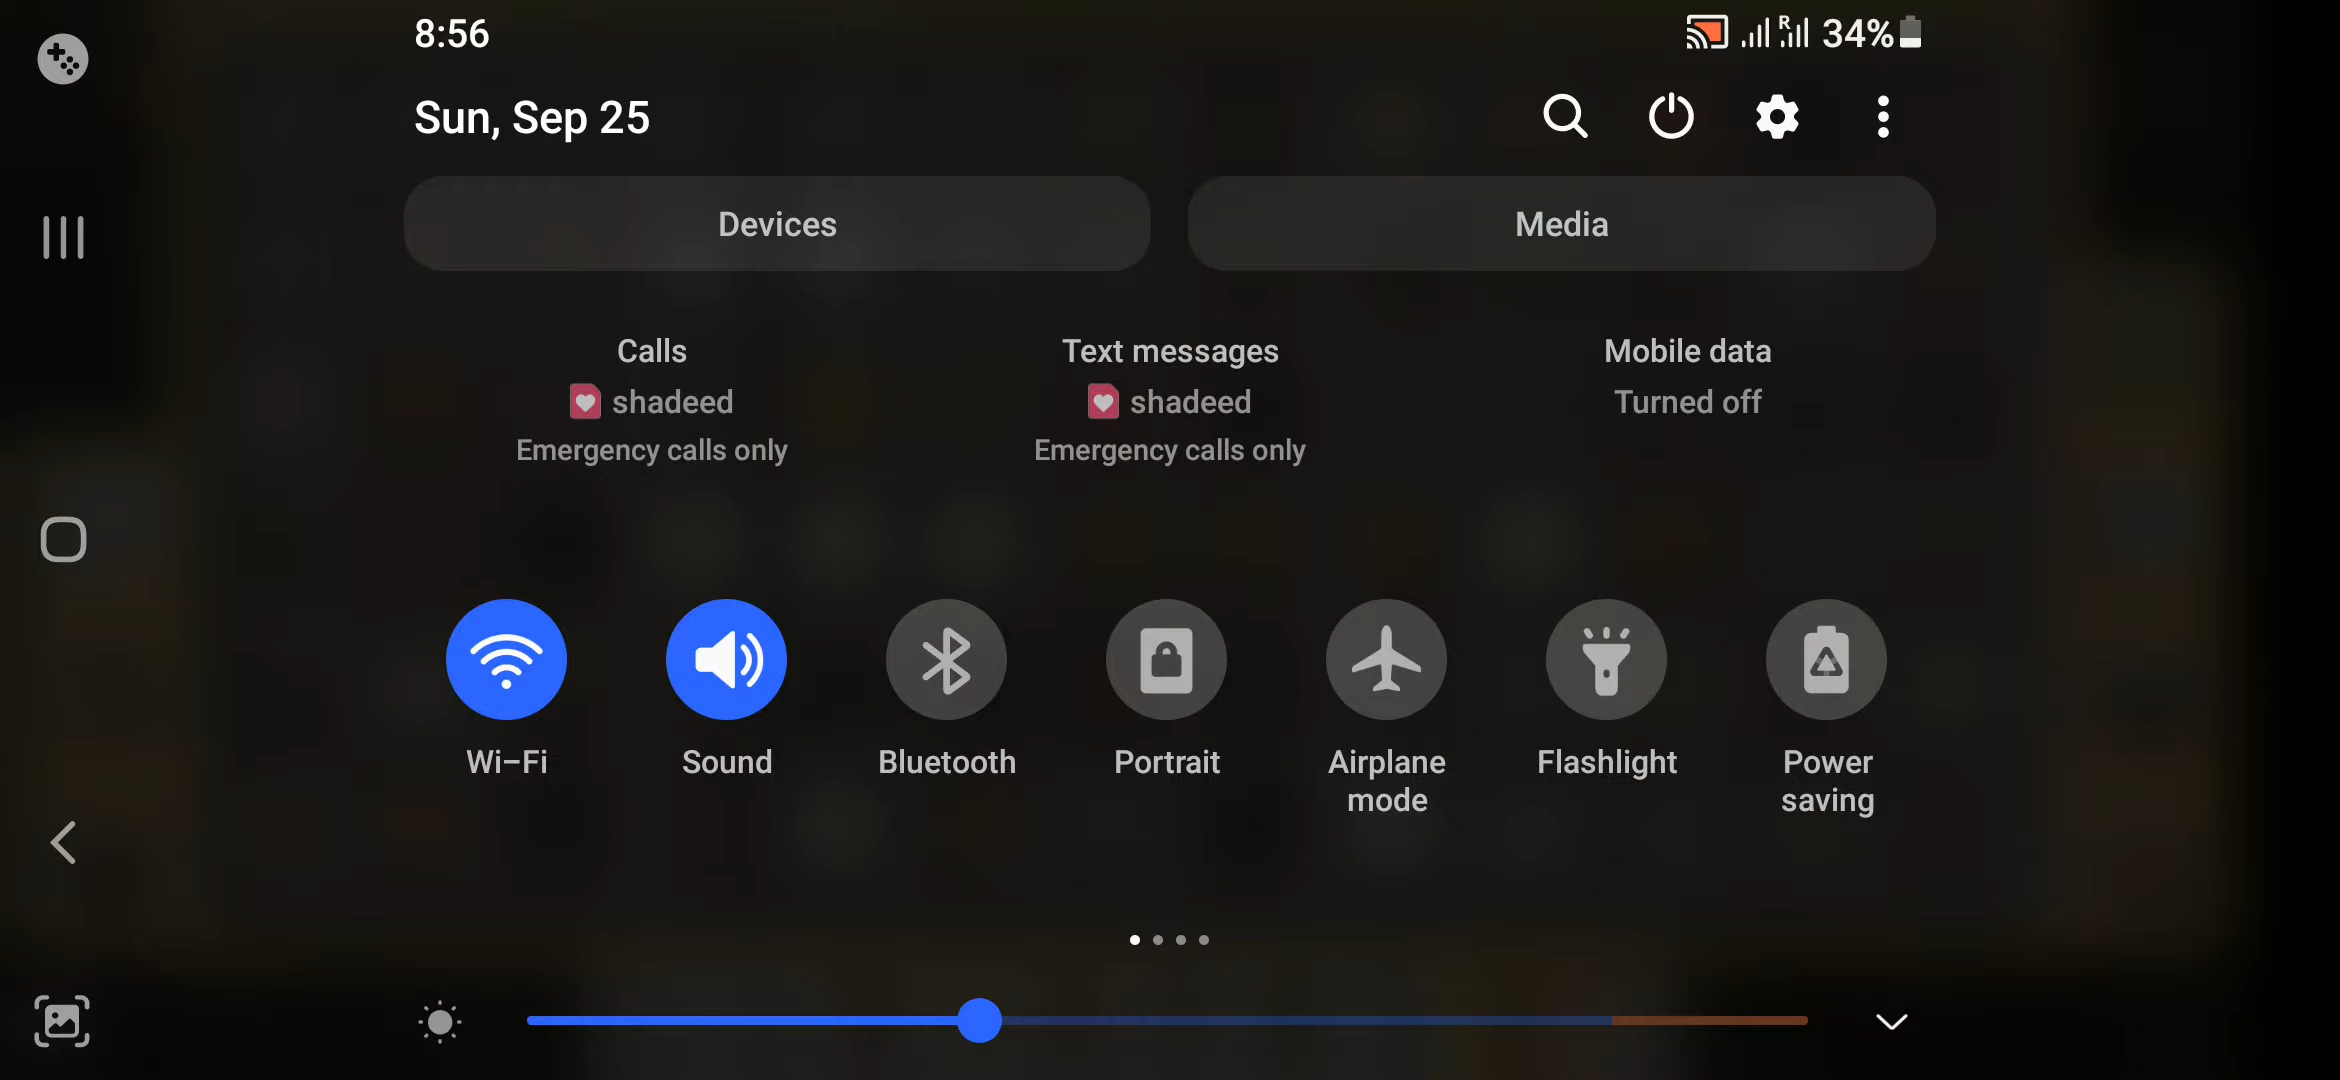 8:56
R 34%
Sun, Sep 25
Devices
Media
Calls
shadeed
Emergency calls only
Text messages
shadeed
Emergency calls only
Mobile data
Turned off
Wi-Fi
Sound
Bluetooth
Portrait
Airplane
mode
Flashlight
Power
saving